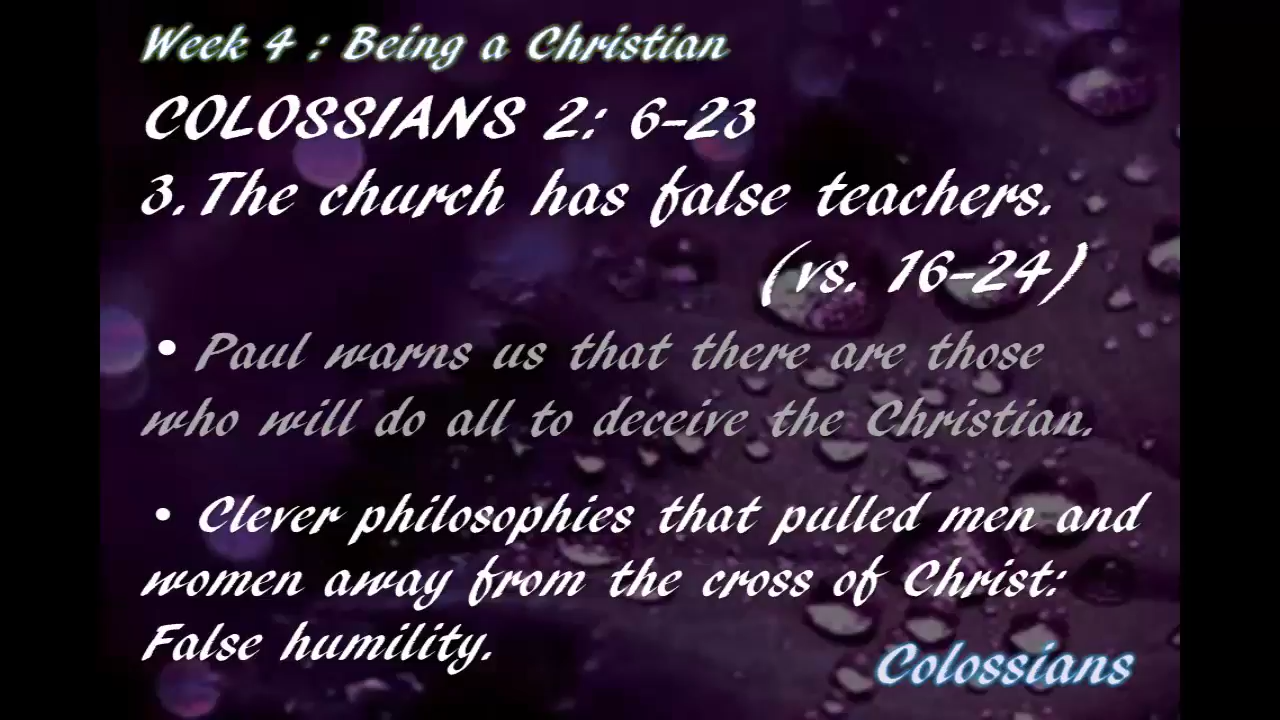 Week 4 : Being a Christian
COLOSSIANS 2: 6-23
3. The church has false teachers.
(vs. 16-24)
• Paul warns us that there are those
who will do all to deceive the Christian.
• Clever philosophies that pulled men and
women away from the cross of Christ:
False humility.
Colossians